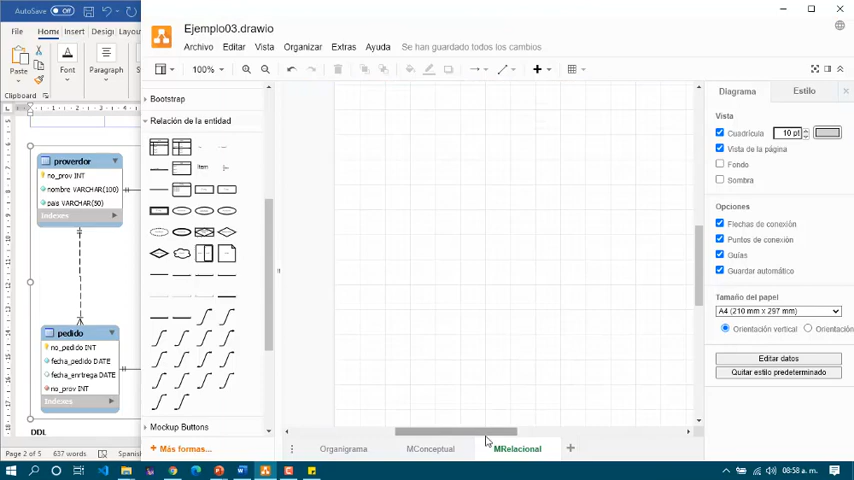 AutoSave
File
Home
Insert
Desig
Layou
Paste
Font
Paragraph
Clipboard
proverdor
no_prov INT
nombre VARCHAR(100)
pais VARCHAR(50)
Indexes
pedido
no_pedido INT
fecha_pedido DATE
fecha_enrtrega DATE
no_prov INT
Indexes
DDL
Page 2 of 5
637 words
Spanish
Ejemplo03.drawio
Archivo
Editar
Vista
Organizar
Extras
Ayuda
Se han guardado todos los cambios
100%
Bootstrap
Relación de la entidad
Item
Mockup Buttons
+ Más formas...
Organigrama
MConceptual
MRelacional
Diagrama
Estilo
Vista
Cuadrícula
10 pt
Vista de la página
Fondo
Sombra
Opciones
Flechas de conexión
Puntos de conexión
Guías
Guardar automático
Tamaño del papel
A4 (210 mm x 297 mm)
Orientación vertical
Orientación
Editar datos
Quitar estilo predeterminado
08:58 a. m.